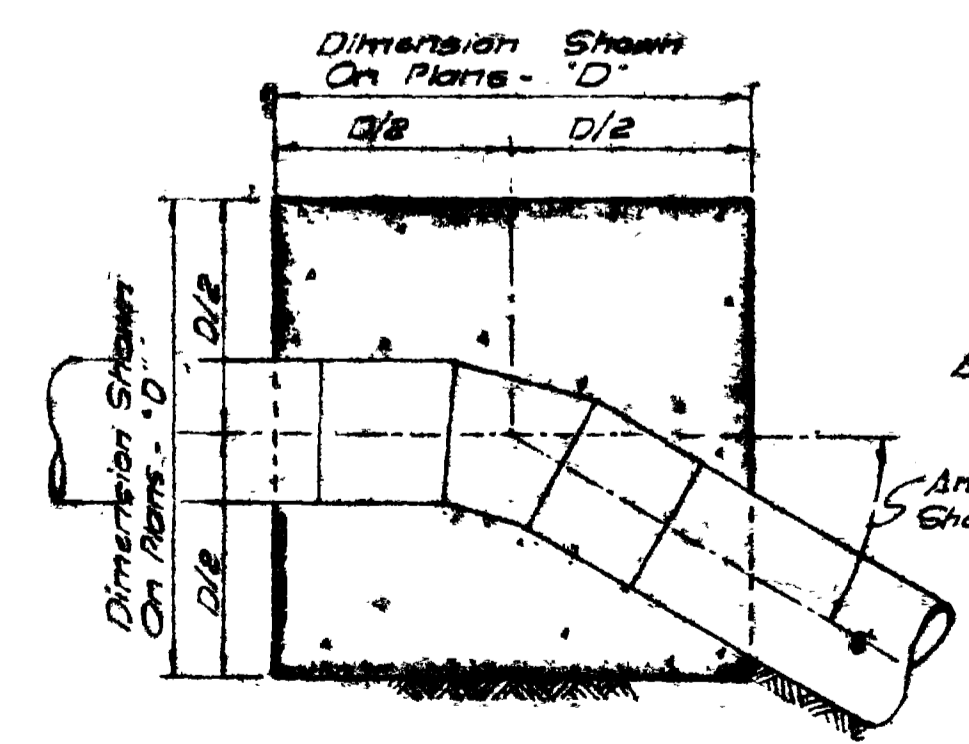 Dimension Shown
On Plans - "D"
D/2
D/2
D/2
D/2
Dimension Shown
On Plans - "D"